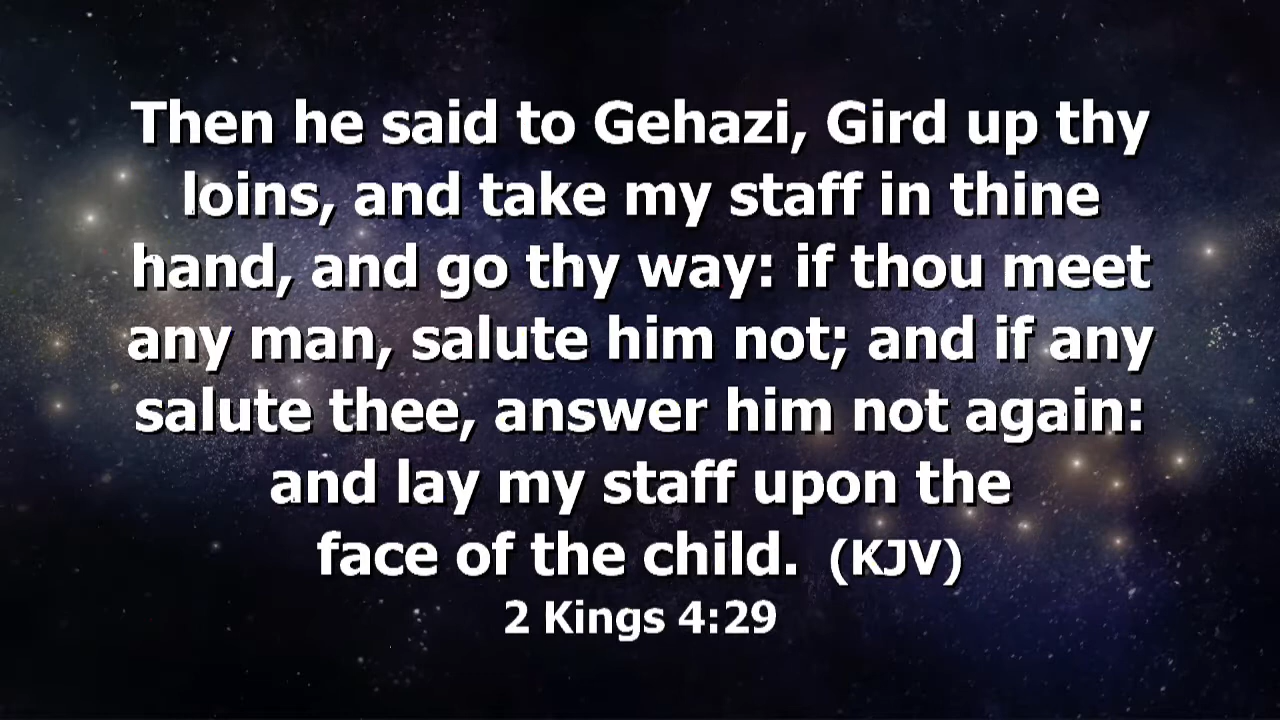 Then he said to Gehazi, Gird up thy
loins, and take my staff in thine
hand, and go thy way: if thou meet
any man, salute him not; and if any
salute thee, answer him not again:
and lay my staff upon the
face of the child. (KJV)
2 Kings 4:29